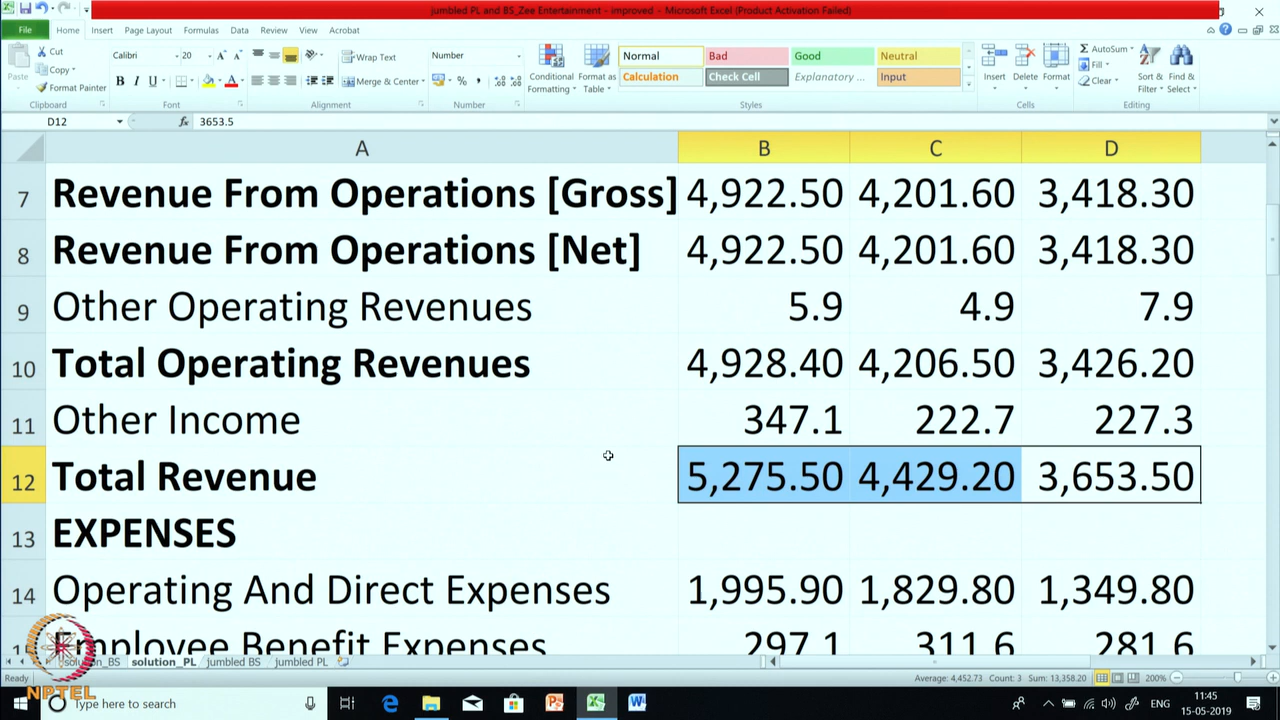 jumbled PL and BS_Zee Entertainment - improved - Microsoft Excel (Product Activation Failed)
File Home Insert Page Layout Formulas Data Review View Acrobat
Cut
Copy
Format Painter
Paste
Clipboard
Calibri 20
B I U
Font
Wrap Text
Merge & Center
Alignment
Number
%
Number
Conditional Formatting
Format as Table
Normal Bad Good Neutral
Calculation Check Cell Explanatory ... Input
Styles
Insert Delete Format
Cells
AutoSum
Fill
Clear
Sort & Filter
Find & Select
Editing
D12 fx 3653.5
A B C D
7 Revenue From Operations [Gross] 4,922.50 4,201.60 3,418.30
8 Revenue From Operations [Net] 4,922.50 4,201.60 3,418.30
9 Other Operating Revenues 5.9 4.9 7.9
10 Total Operating Revenues 4,928.40 4,206.50 3,426.20
11 Other Income 347.1 222.7 227.3
12 Total Revenue 5,275.50 4,429.20 3,653.50
13 EXPENSES
14 Operating And Direct Expenses 1,995.90 1,829.80 1,349.80
15 Employee Benefit Expenses 297.1 311.6 281.6
solution_BS solution_PL jumbled BS jumbled PL
Ready Average: 4,452.73 Count: 3 Sum: 13,358.20 200%
NPTEL
Type here to search
ENG
11:45
15-05-2019